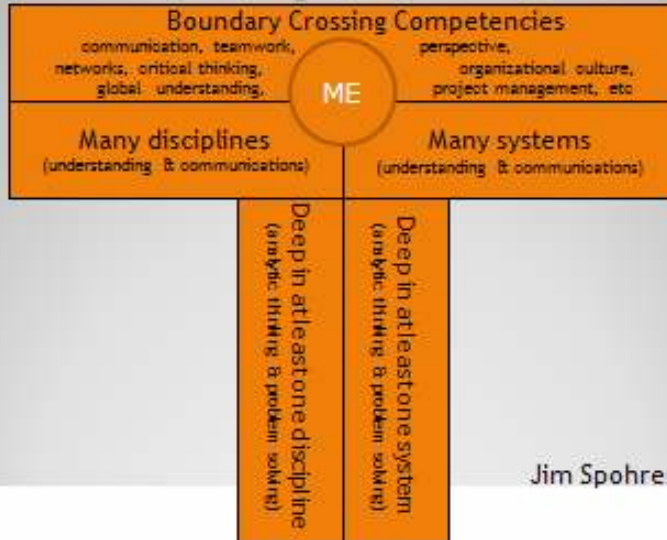 Boundary Crossing Competencies
communication, teamwork,
networks, critical thinking,
global understanding,
perspective,
organizational culture,
project management, etc
ME
Many disciplines
(understanding & communications)
Many systems
(understanding & communications)
Deep in atleastone discipline
(analytic thinking & problem solving)
Deep in atleastone system
(analytic thinking & problem solving)
Jim Spohre